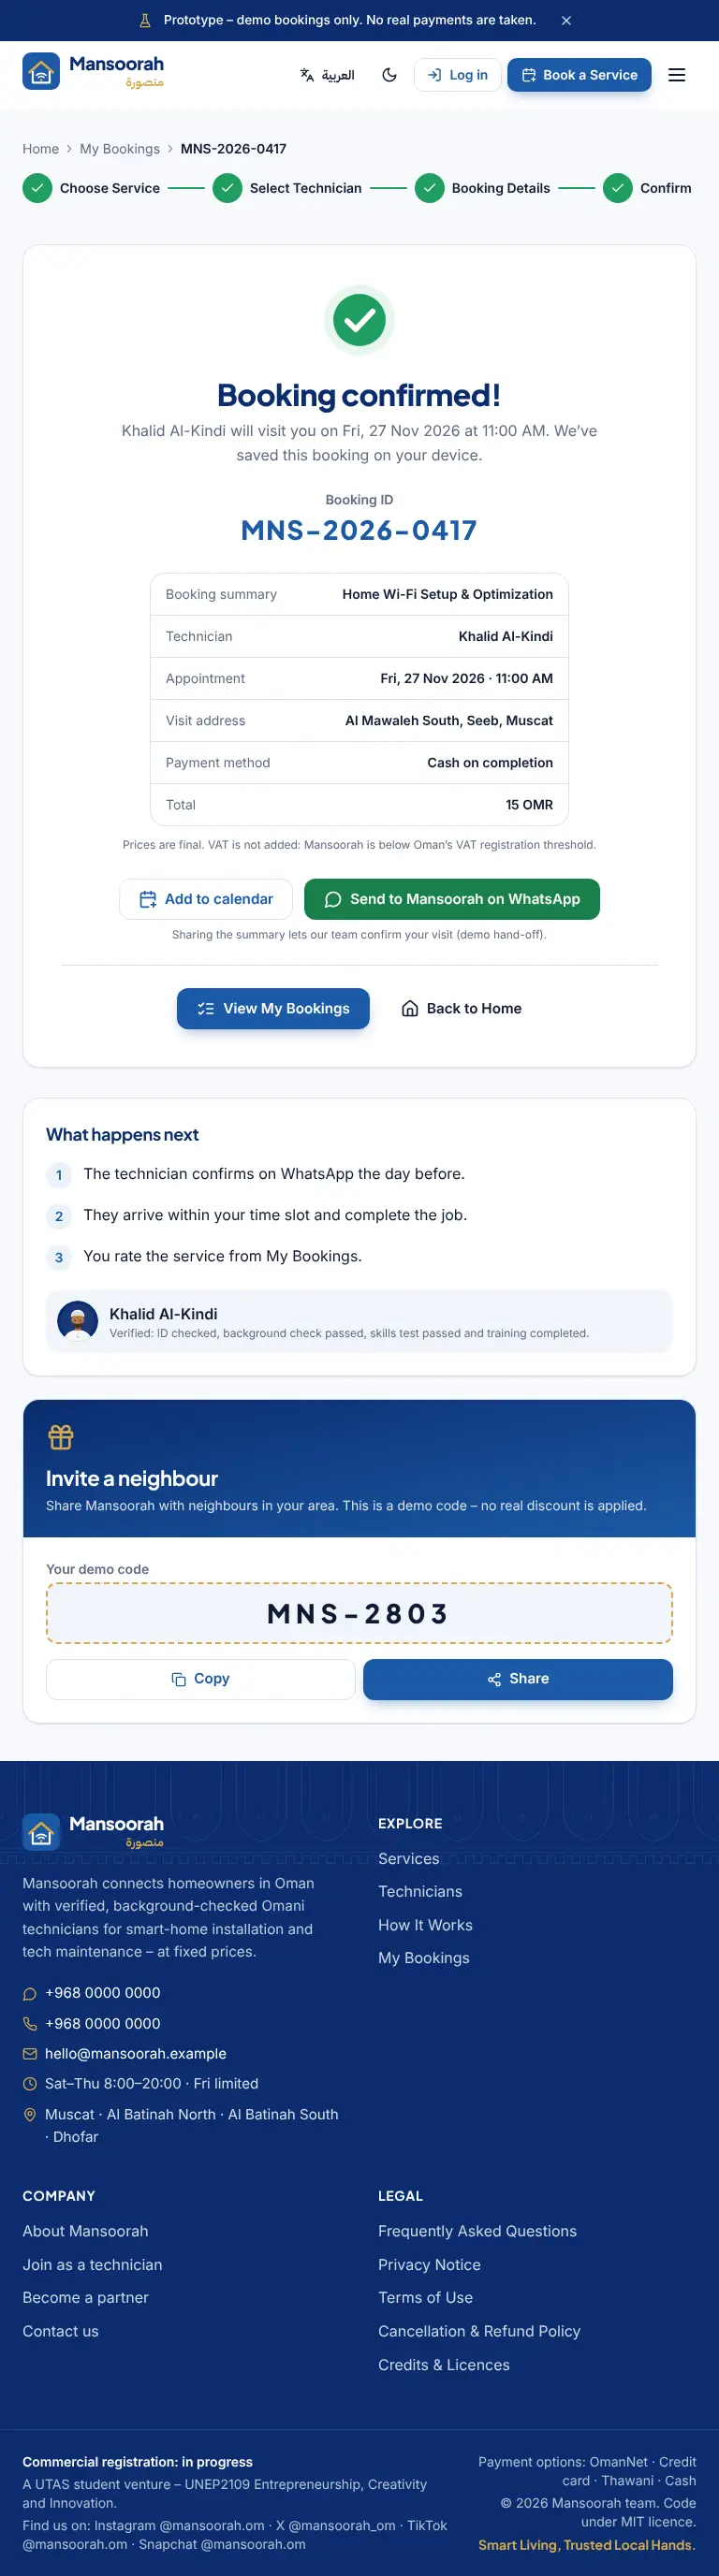 Prototype – demo bookings only. No real payments are taken.
Mansoorah
منصورة
العربية
Log in
Book a Service
Home > My Bookings > MNS-2026-0417
Choose Service
Select Technician
Booking Details
Confirm
Booking confirmed!
Khalid Al-Kindi will visit you on Fri, 27 Nov 2026 at 11:00 AM. We've
saved this booking on your device.
Booking ID
MNS-2026-0417
Booking summary Home Wi-Fi Setup & Optimization
Technician Khalid Al-Kindi
Appointment Fri, 27 Nov 2026 · 11:00 AM
Visit address Al Mawaleh South, Seeb, Muscat
Payment method Cash on completion
Total 15 OMR
Prices are final. VAT is not added: Mansoorah is below Oman's VAT registration threshold.
Add to calendar
Send to Mansoorah on WhatsApp
Sharing the summary lets our team confirm your visit (demo hand-off).
View My Bookings
Back to Home
What happens next
1 The technician confirms on WhatsApp the day before.
2 They arrive within your time slot and complete the job.
3 You rate the service from My Bookings.
Khalid Al-Kindi
Verified: ID checked, background check passed, skills test passed and training completed.
Invite a neighbour
Share Mansoorah with neighbours in your area. This is a demo code – no real discount is applied.
Your demo code
MNS-2803
Copy
Share
Mansoorah
منصورة
Mansoorah connects homeowners in Oman
with verified, background-checked Omani
technicians for smart-home installation and
tech maintenance – at fixed prices.
+968 0000 0000
+968 0000 0000
hello@mansoorah.example
Sat–Thu 8:00–20:00 · Fri limited
Muscat · Al Batinah North · Al Batinah South
· Dhofar
EXPLORE
Services
Technicians
How It Works
My Bookings
COMPANY
About Mansoorah
Join as a technician
Become a partner
Contact us
LEGAL
Frequently Asked Questions
Privacy Notice
Terms of Use
Cancellation & Refund Policy
Credits & Licences
Commercial registration: in progress
A UTAS student venture – UNEP2109 Entrepreneurship, Creativity
and Innovation.
Find us on: Instagram @mansoorah.om · X @mansoorah_om · TikTok
@mansoorah.om · Snapchat @mansoorah.om
Payment options: OmanNet · Credit
card · Thawani · Cash
© 2026 Mansoorah team. Code
under MIT licence.
Smart Living, Trusted Local Hands.